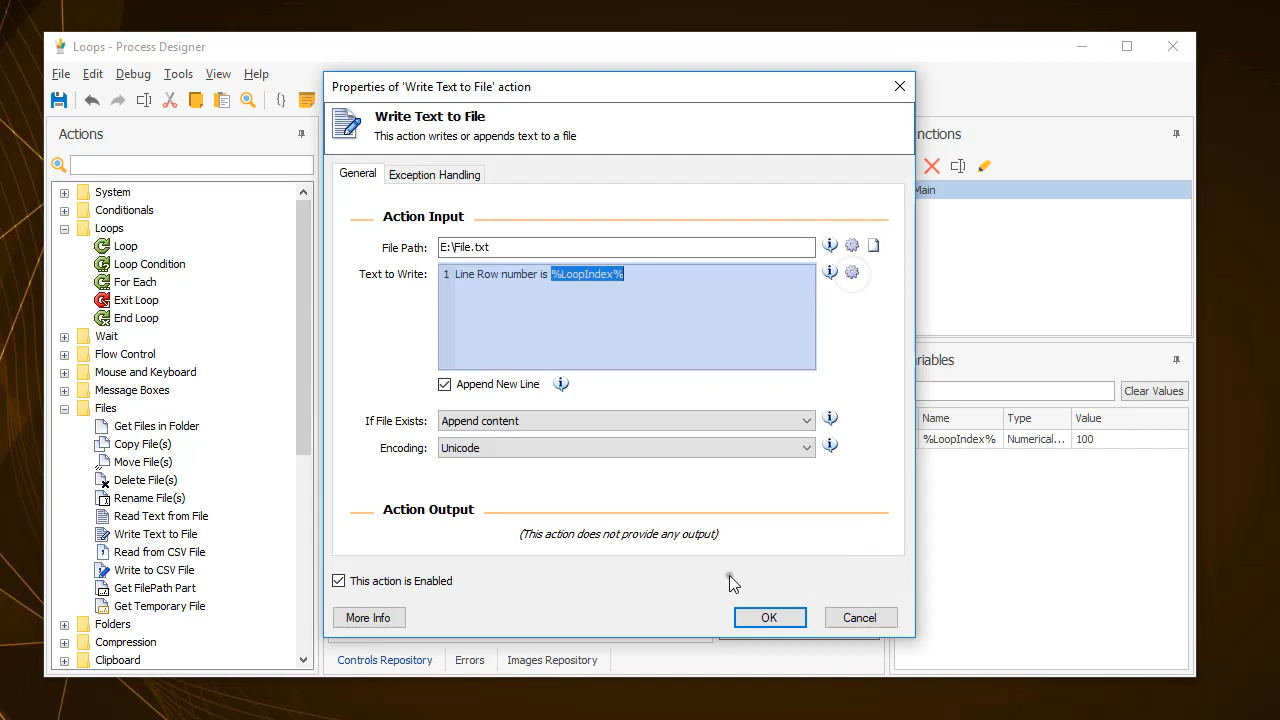 Loops - Process Designer
File Edit Debug Tools View Help
Actions
System
Conditionals
Loops
Loop
Loop Condition
For Each
Exit Loop
End Loop
Wait
Flow Control
Mouse and Keyboard
Message Boxes
Files
Get Files in Folder
Copy File(s)
Move File(s)
Delete File(s)
Rename File(s)
Read Text from File
Write Text to File
Read from CSV File
Write to CSV File
Get FilePath Part
Get Temporary File
Folders
Compression
Clipboard
Properties of 'Write Text to File' action
Write Text to File
This action writes or appends text to a file
General Exception Handling
Action Input
File Path: E:\File.txt
Text to Write: 1 Line Row number is %LoopIndex%
Append New Line
If File Exists: Append content
Encoding: Unicode
Action Output
(This action does not provide any output)
This action is Enabled
More Info OK Cancel
Controls Repository Errors Images Repository
nctions
Main
ariables
Clear Values
Name Type Value
%LoopIndex% Numerical... 100